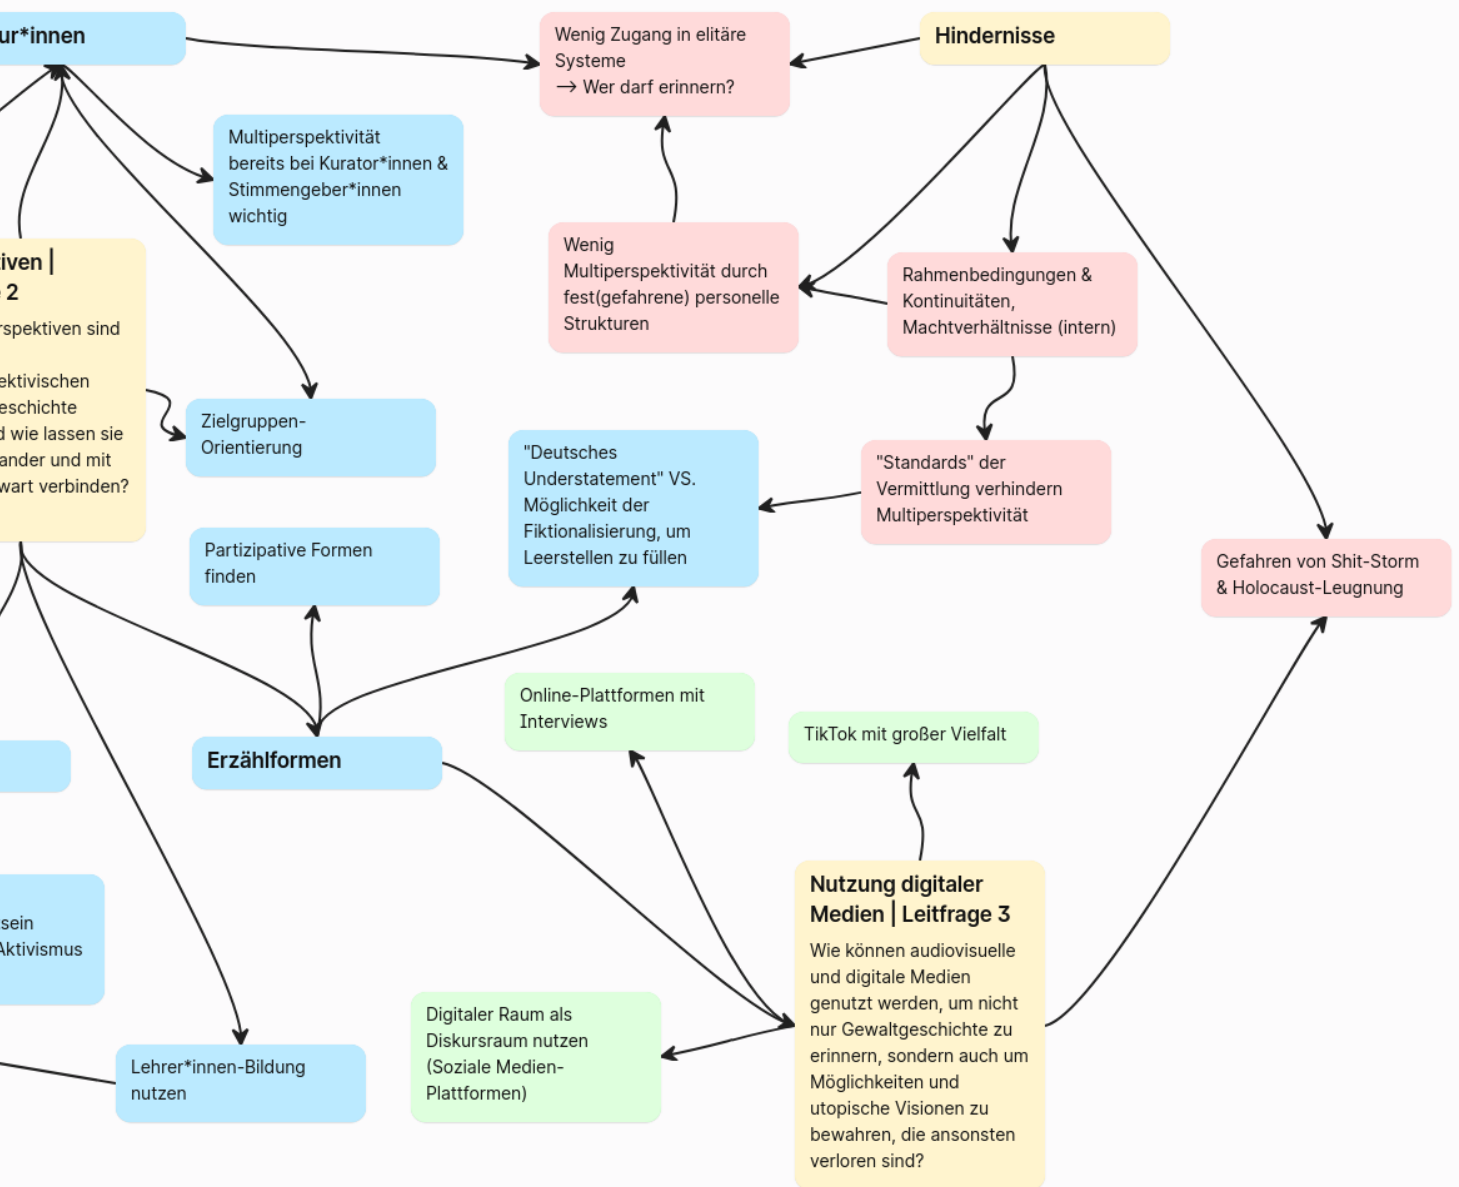 ur*innen
Wenig Zugang in elitäre
Systeme
→ Wer darf erinnern?
Hindernisse
Multiperspektivität
bereits bei Kurator*innen &
Stimmengeber*innen
wichtig
Wenig
Multiperspektivität durch
fest(gefahrene) personelle
Strukturen
Rahmenbedingungen &
Kontinuitäten,
Machtverhältnisse (intern)
tiven |
e 2
rspektiven sind
ektivischen
eschichte
d wie lassen sie
ander und mit
wart verbinden?
Zielgruppen-
Orientierung
"Deutsches
Understatement" VS.
Möglichkeit der
Fiktionalisierung, um
Leerstellen zu füllen
"Standards" der
Vermittlung verhindern
Multiperspektivität
Partizipative Formen
finden
Gefahren von Shit-Storm
& Holocaust-Leugnung
Online-Plattformen mit
Interviews
TikTok mit großer Vielfalt
Erzählformen
sein
Aktivismus
Nutzung digitaler
Medien | Leitfrage 3
Wie können audiovisuelle
und digitale Medien
genutzt werden, um nicht
nur Gewaltgeschichte zu
erinnern, sondern auch um
Möglichkeiten und
utopische Visionen zu
bewahren, die ansonsten
verloren sind?
Digitaler Raum als
Diskursraum nutzen
(Soziale Medien-
Plattformen)
Lehrer*innen-Bildung
nutzen